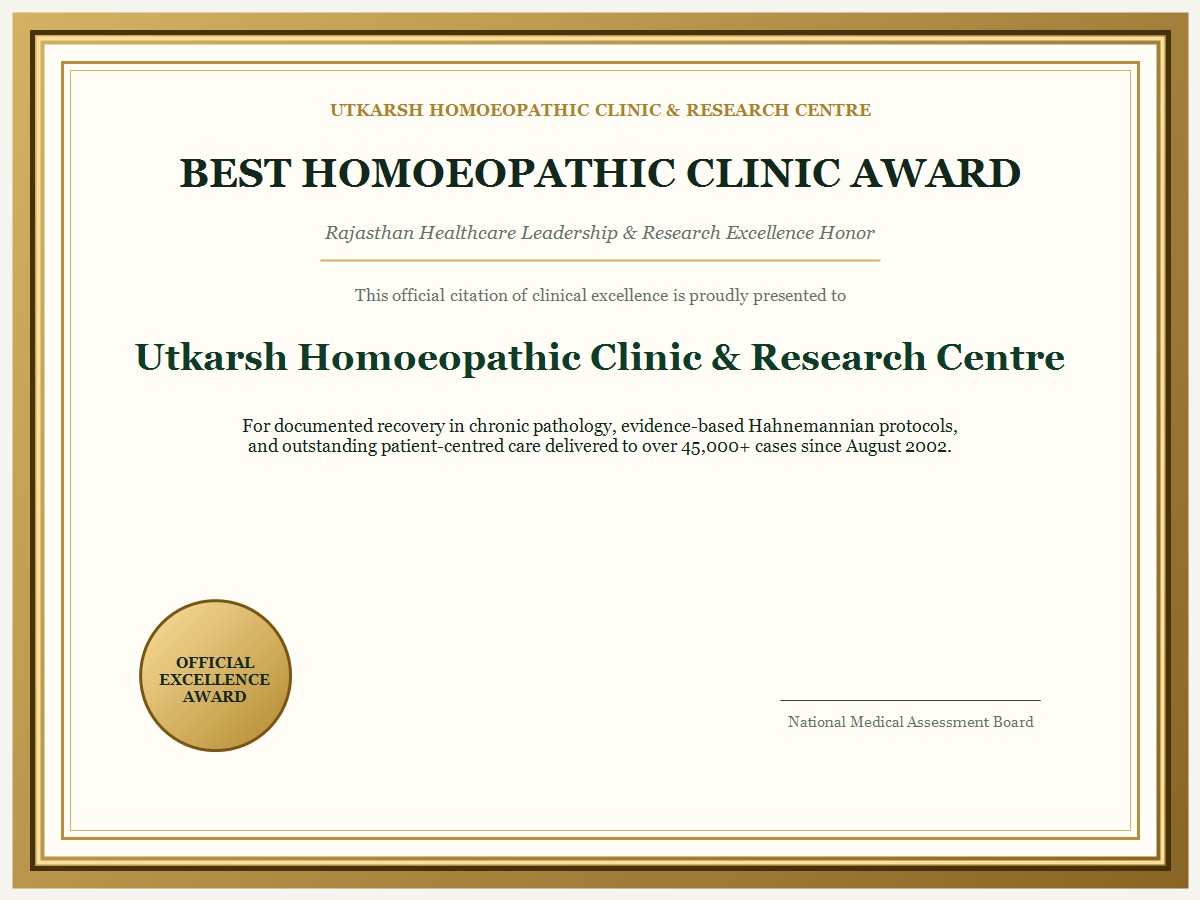 UTKARSH HOMOEOPATHIC CLINIC & RESEARCH CENTRE
BEST HOMOEOPATHIC CLINIC AWARD
Rajasthan Healthcare Leadership & Research Excellence Honor
This official citation of clinical excellence is proudly presented to
Utkarsh Homoeopathic Clinic & Research Centre
For documented recovery in chronic pathology, evidence-based Hahnemannian protocols,
and outstanding patient-centred care delivered to over 45,000+ cases since August 2002.
OFFICIAL
EXCELLENCE
AWARD
National Medical Assessment Board